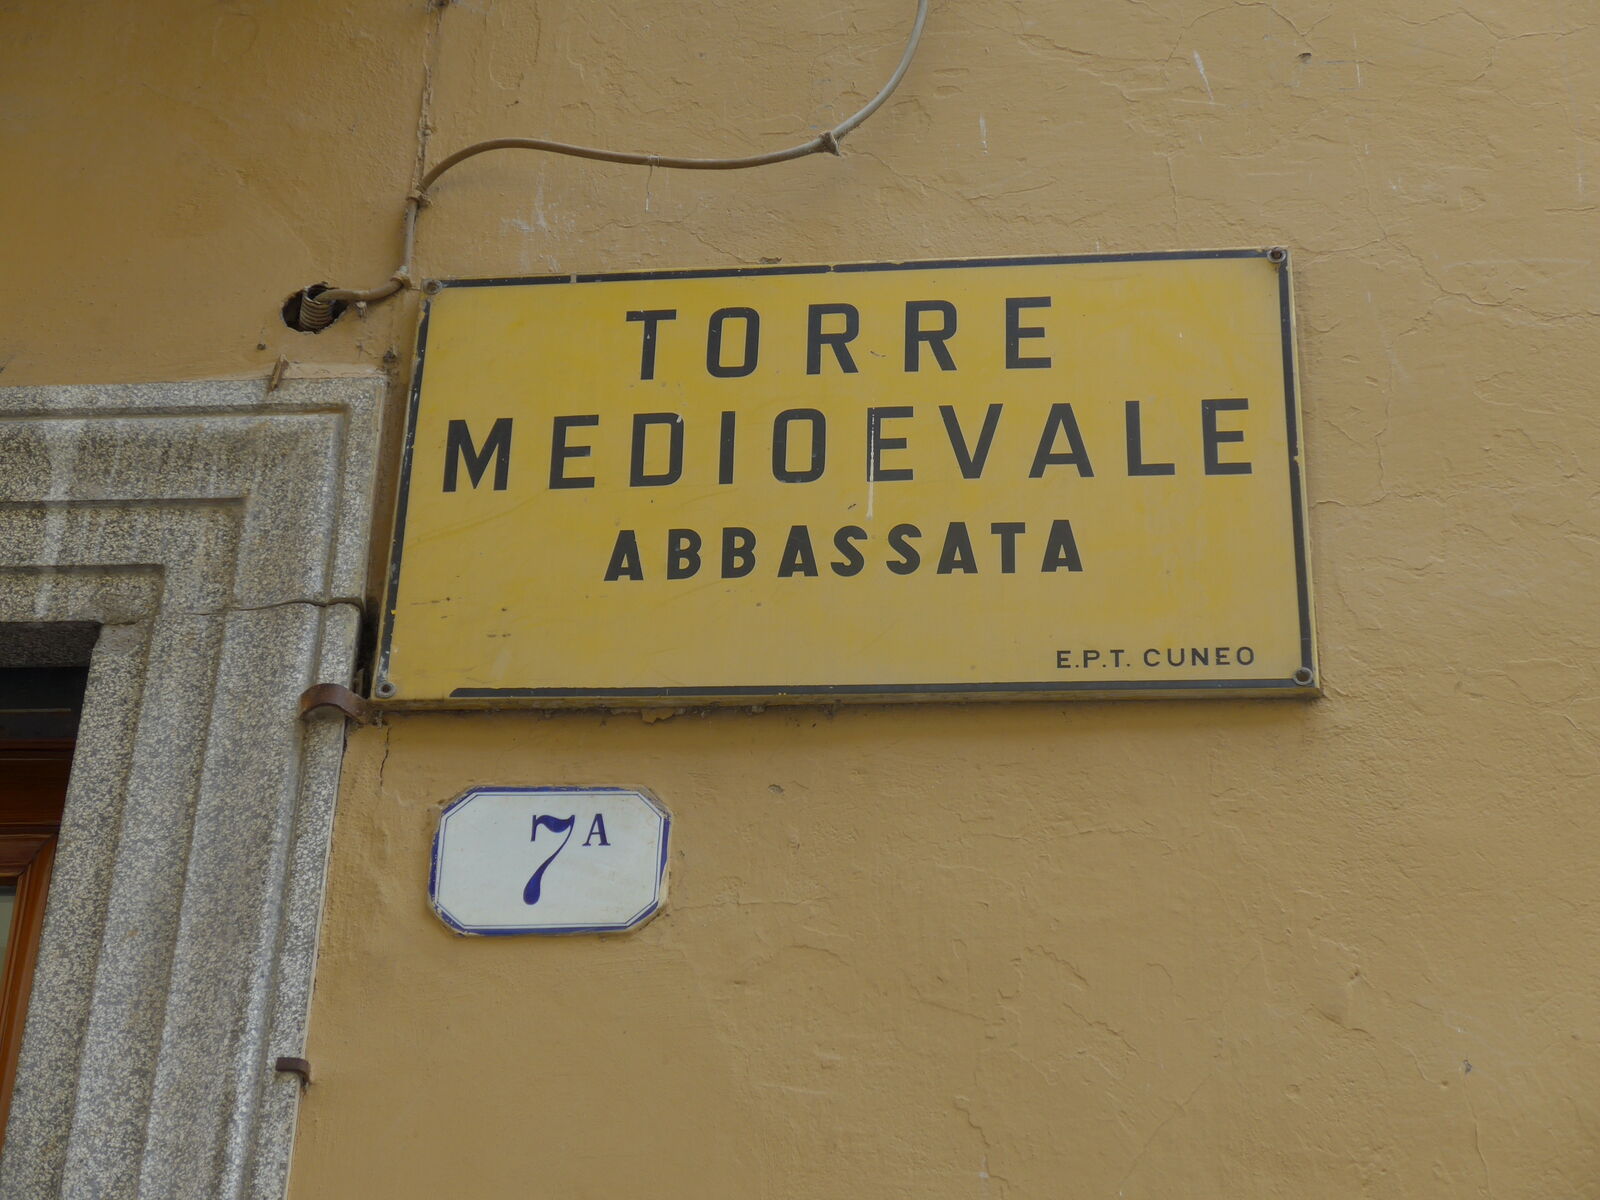 TORRE
MEDIOEVALE
ABBASSATA
E.P.T. CUNEO
7A